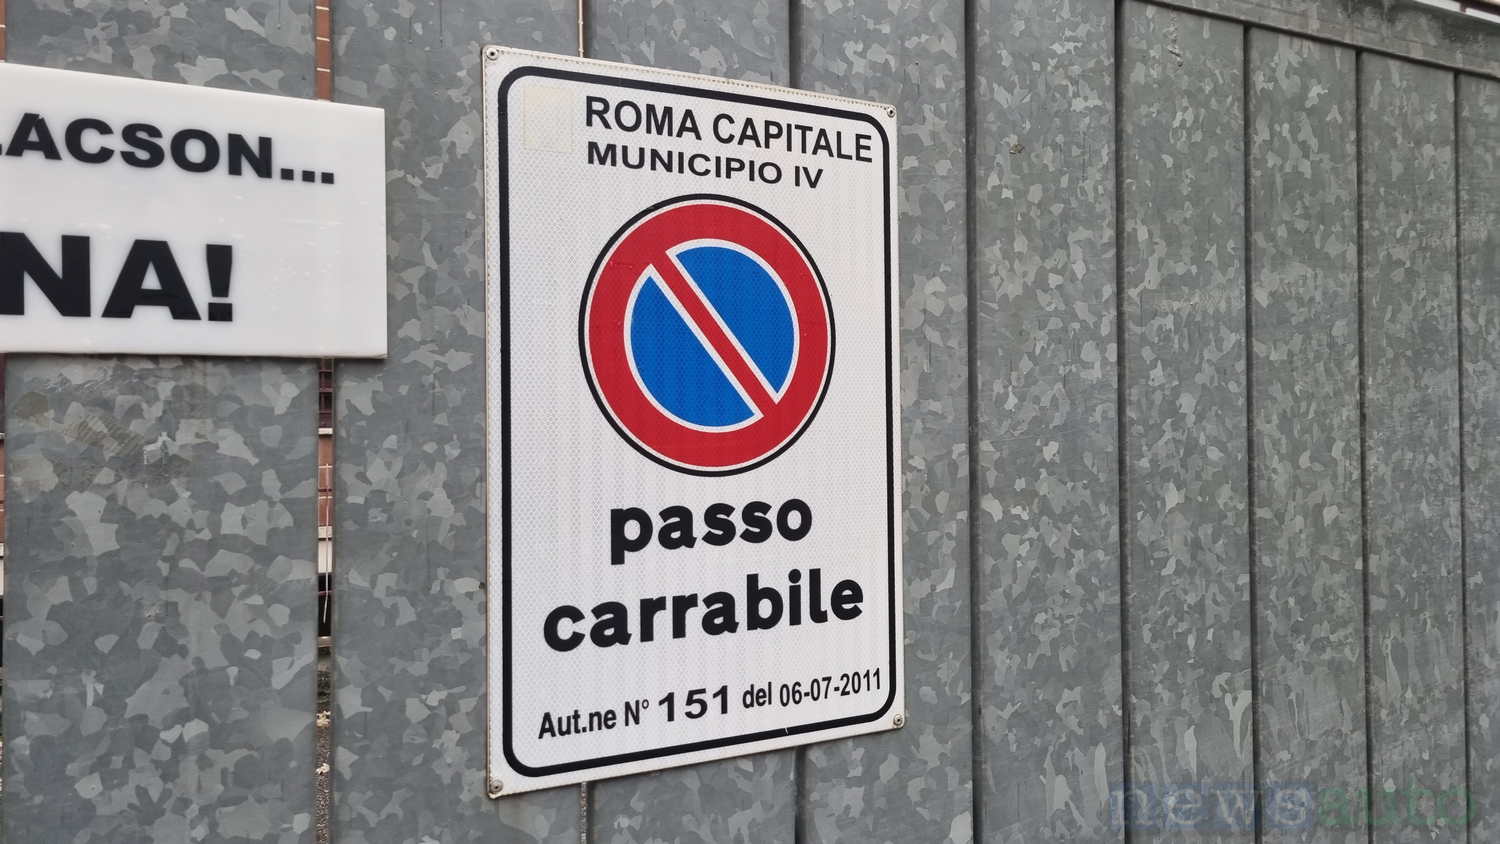 LACSON...
NA!
ROMA CAPITALE
MUNICIPIO IV
passo
carrabile
Aut.ne N° 151 del 06-07-2011
newsauto